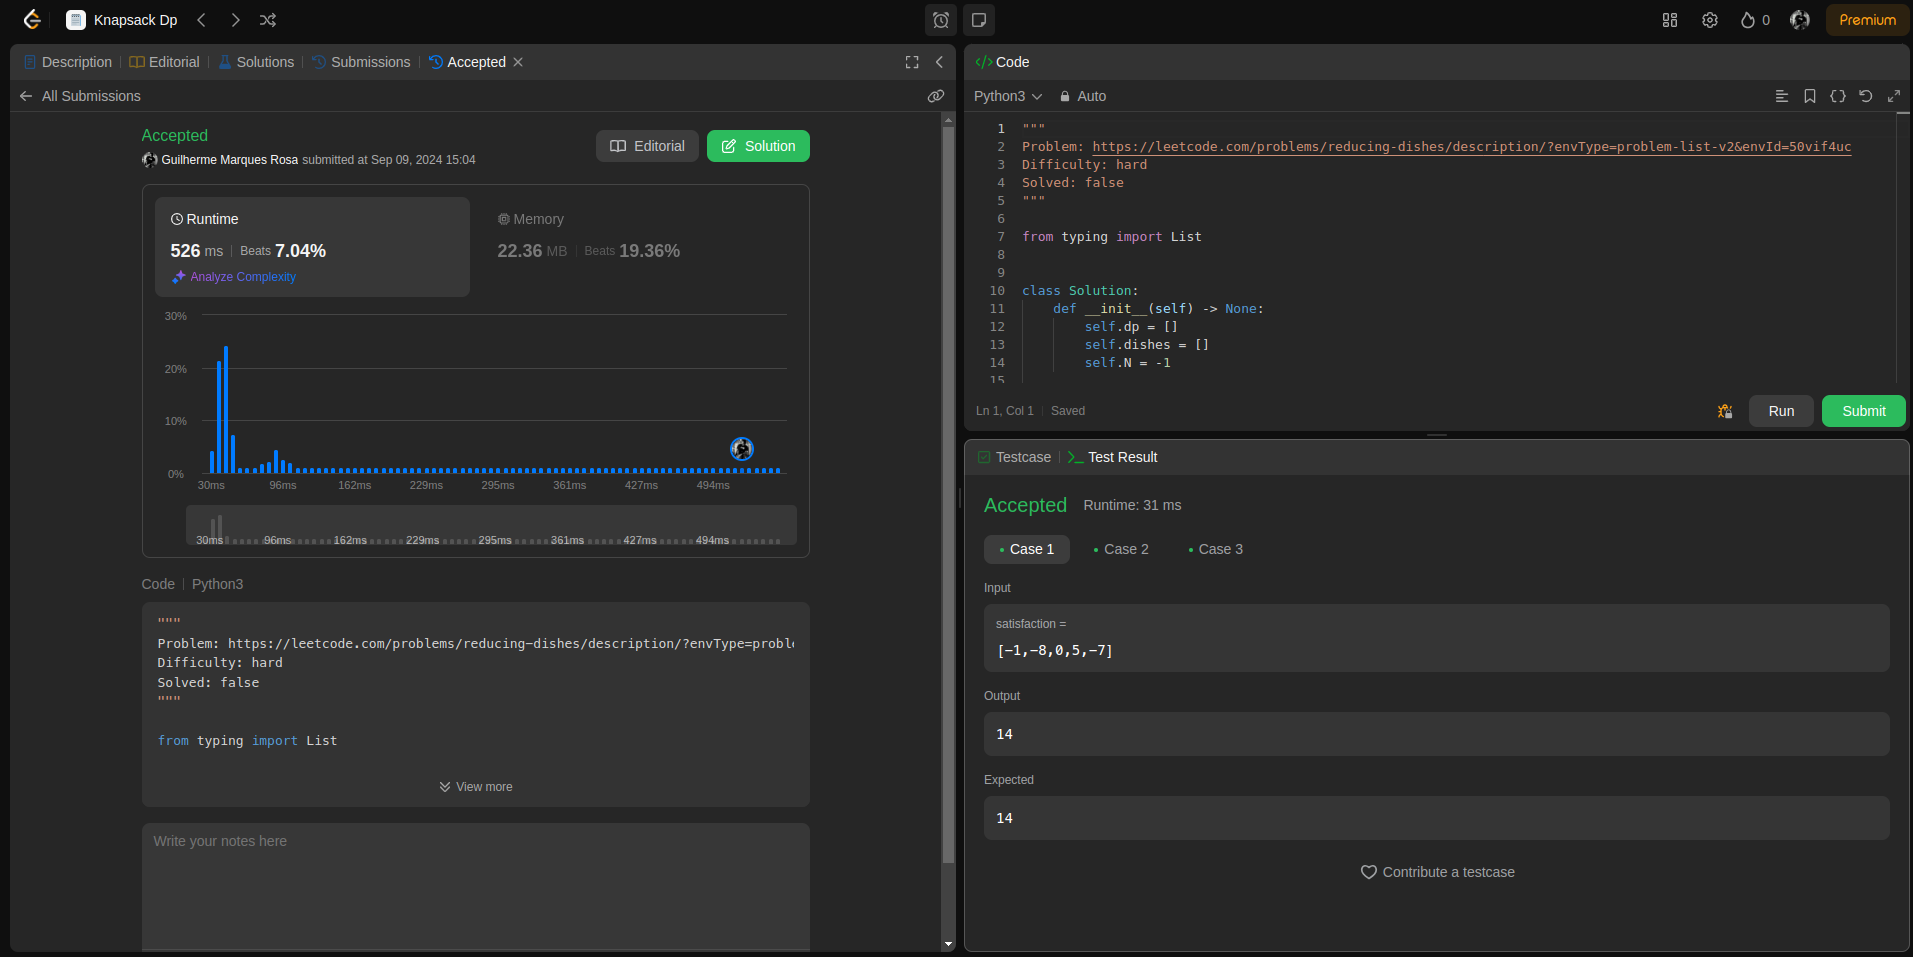 Knapsack Dp
0
Premium
Description
Editorial
Solutions
Submissions
Accepted
All Submissions
Accepted
Guilherme Marques Rosa submitted at Sep 09, 2024 15:04
Editorial
Solution
Runtime
526 ms
Beats 7.04%
Analyze Complexity
Memory
22.36 MB
Beats 19.36%
30%
20%
10%
0%
30ms 96ms 162ms 229ms 295ms 361ms 427ms 494ms
30ms 96ms 162ms 229ms 295ms 361ms 427ms 494ms
Code
Python3
"""
Problem: https://leetcode.com/problems/reducing-dishes/description/?envType=probl
Difficulty: hard
Solved: false
"""
from typing import List
View more
Write your notes here
</> Code
Python3
Auto
1 """
2 Problem: https://leetcode.com/problems/reducing-dishes/description/?envType=problem-list-v2&envId=50vif4uc
3 Difficulty: hard
4 Solved: false
5 """
6
7 from typing import List
8
9
10 class Solution:
11 def __init__(self) -> None:
12 self.dp = []
13 self.dishes = []
14 self.N = -1
15
Ln 1, Col 1
Saved
Run
Submit
Testcase
Test Result
Accepted
Runtime: 31 ms
Case 1
Case 2
Case 3
Input
satisfaction =
[-1,-8,0,5,-7]
Output
14
Expected
14
Contribute a testcase